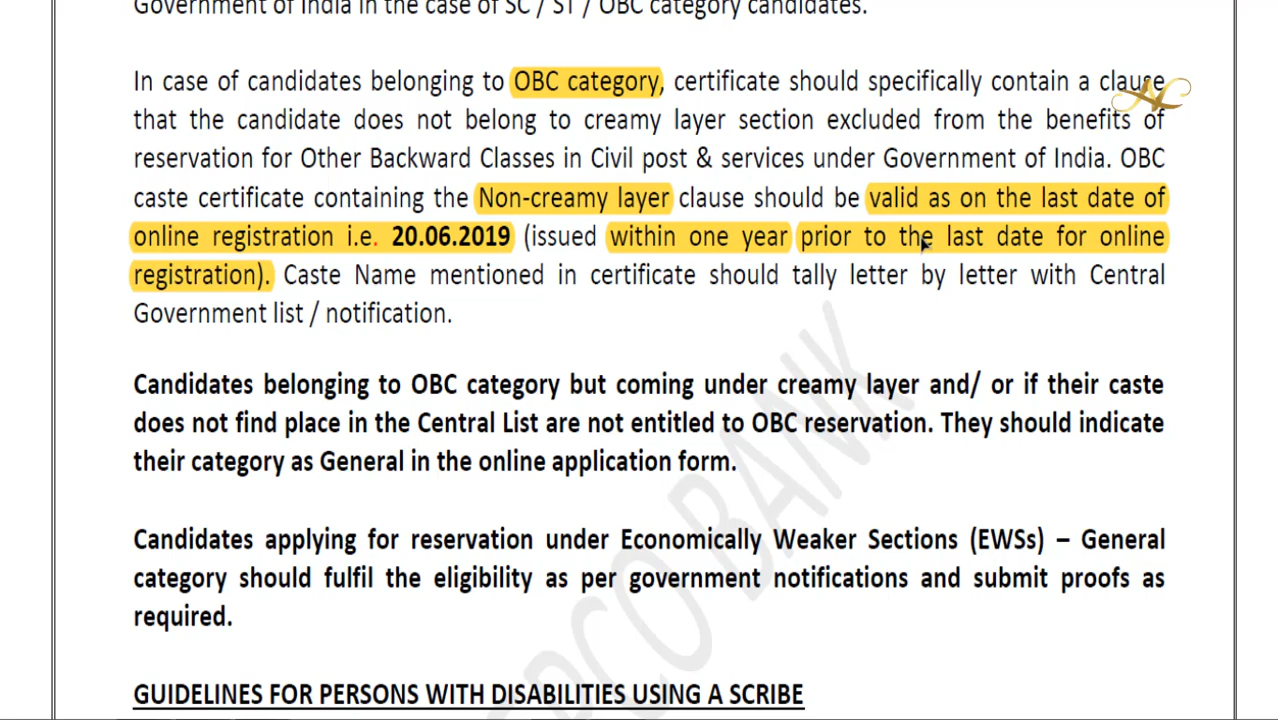 Government of India in the case of SC / ST / OBC category candidates.
In case of candidates belonging to OBC category, certificate should specifically contain a clause
that the candidate does not belong to creamy layer section excluded from the benefits of
reservation for Other Backward Classes in Civil post & services under Government of India. OBC
caste certificate containing the Non-creamy layer clause should be valid as on the last date of
online registration i.e. 20.06.2019 (issued within one year prior to the last date for online
registration). Caste Name mentioned in certificate should tally letter by letter with Central
Government list / notification.
Candidates belonging to OBC category but coming under creamy layer and/ or if their caste
does not find place in the Central List are not entitled to OBC reservation. They should indicate
their category as General in the online application form.
Candidates applying for reservation under Economically Weaker Sections (EWSs) – General
category should fulfil the eligibility as per government notifications and submit proofs as
required.
GUIDELINES FOR PERSONS WITH DISABILITIES USING A SCRIBE
PCO BANK